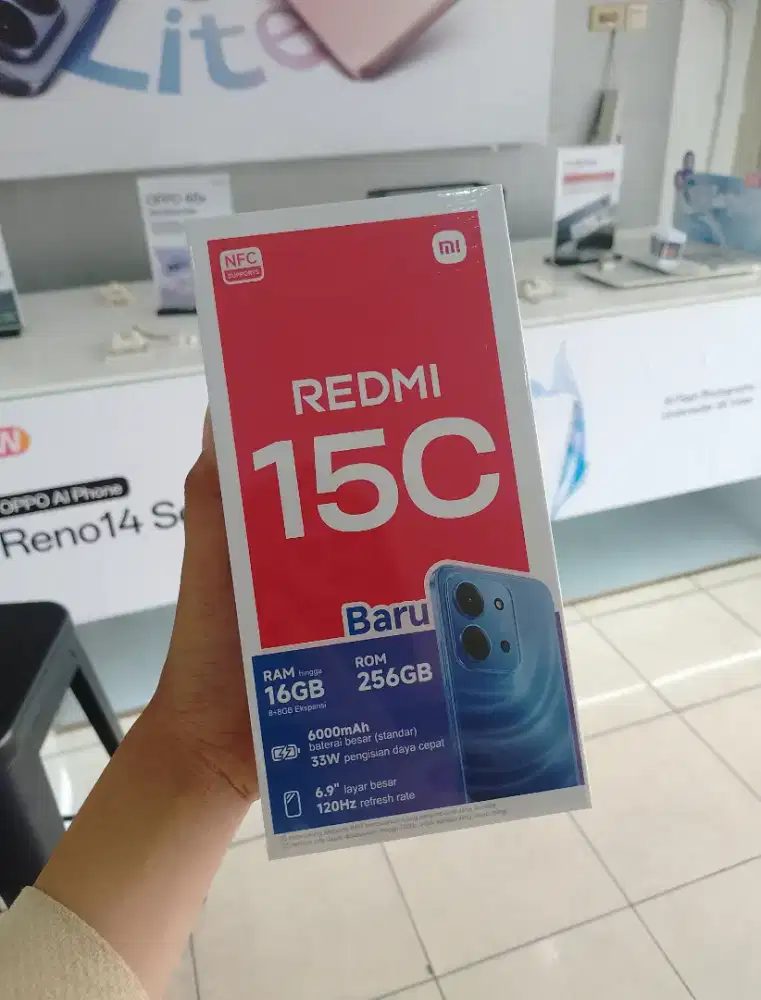 Lite
NFC
SUPPORTS
mi
REDMI
15C
Baru
RAM hingga
16GB
8+8GB Ekspansi
ROM
256GB
6000mAh
baterai besar (standar)
33W pengisian daya cepat
6.9" layar besar
120Hz refresh rate
OPPO AI Phone
Reno14 Se